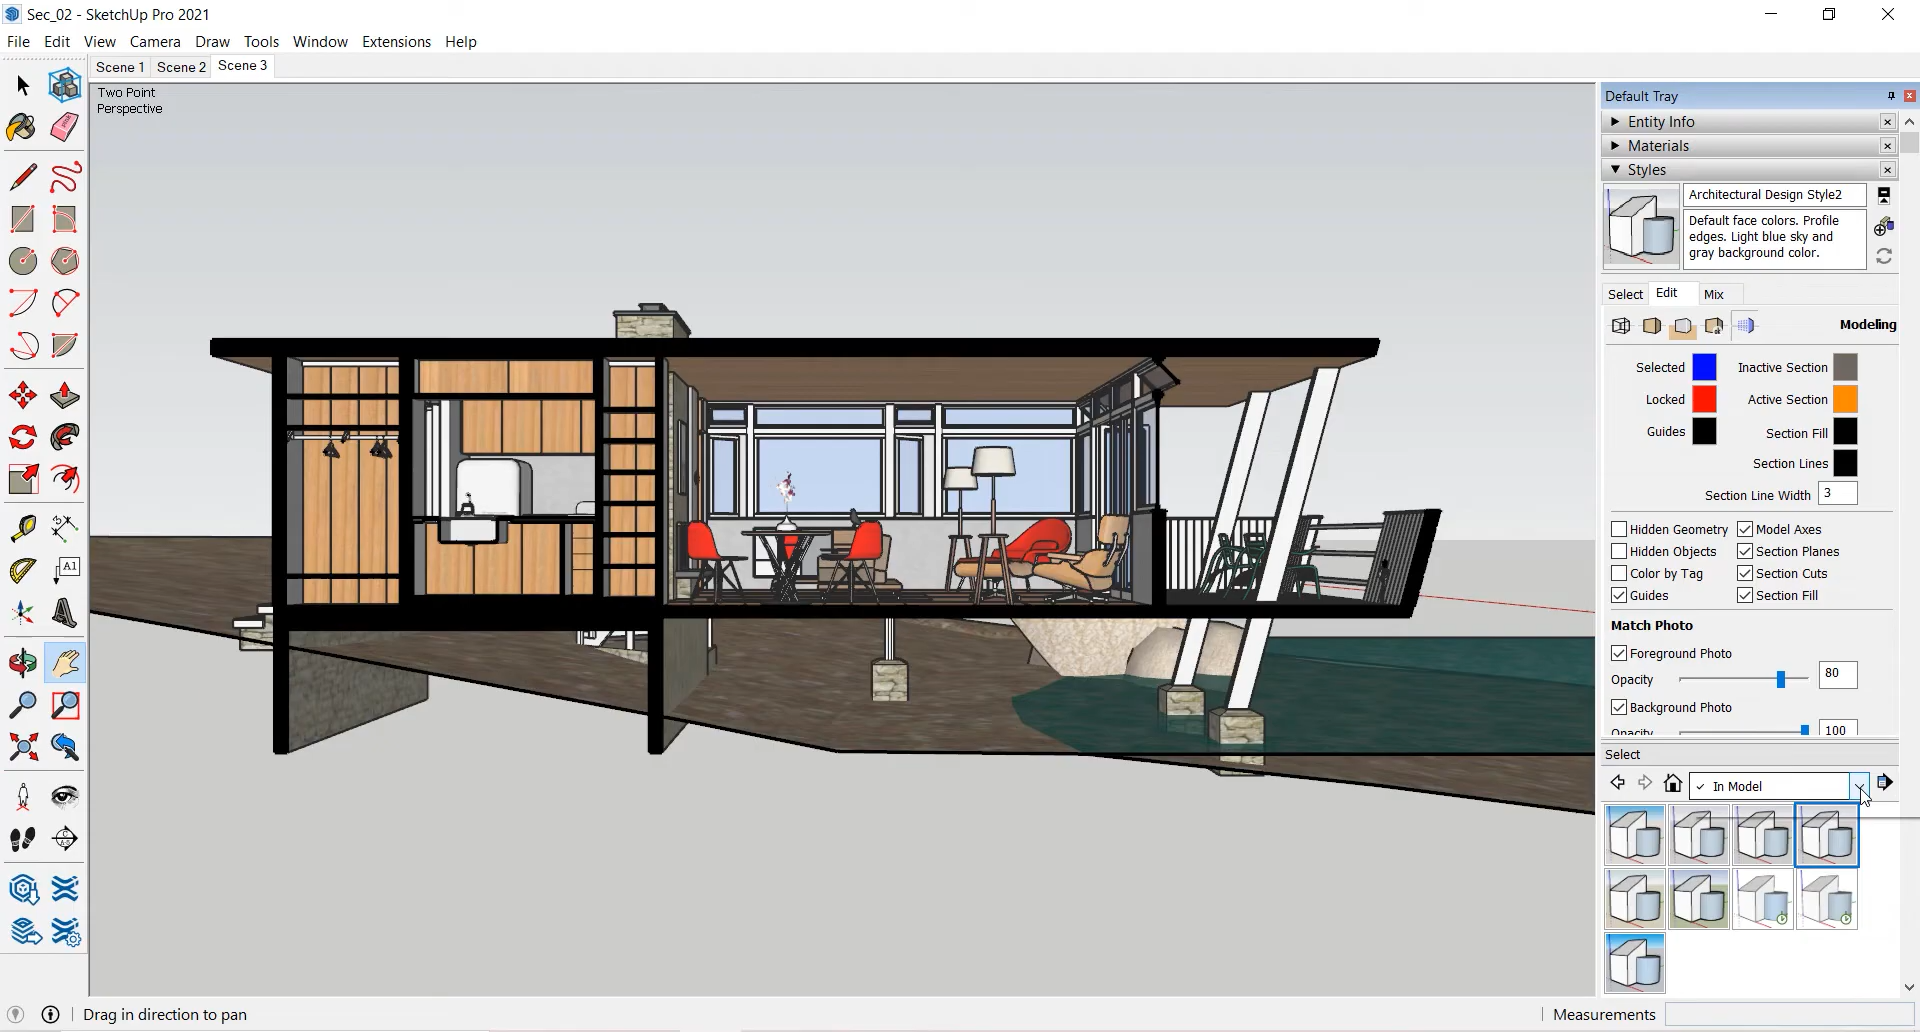 Sec_02 - SketchUp Pro 2021
File Edit View Camera Draw Tools Window Extensions Help
Scene 1 Scene 2 Scene 3
Two Point
Perspective
A1
Default Tray
Entity Info
Materials
Styles
Architectural Design Style2
Default face colors. Profile
edges. Light blue sky and
gray background color.
Select Edit Mix
Modeling
Selected Inactive Section
Locked Active Section
Guides Section Fill
Section Lines
Section Line Width 3
Hidden Geometry Model Axes
Hidden Objects Section Planes
Color by Tag Section Cuts
Guides Section Fill
Match Photo
Foreground Photo
Opacity 80
Background Photo
Opacity 100
Select
In Model
Drag in direction to pan
Measurements